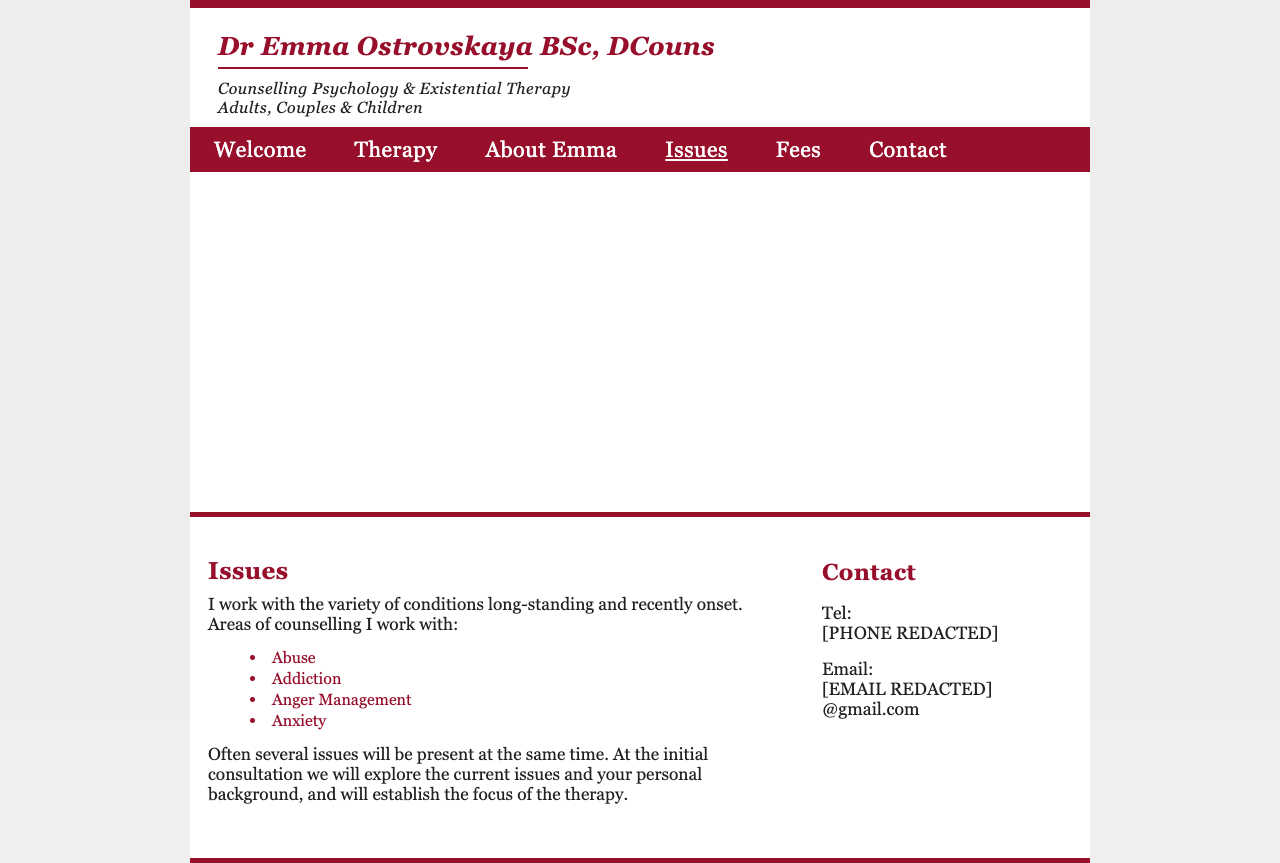 Dr Emma Ostrovskaya BSc, DCouns
Counselling Psychology & Existential Therapy
Adults, Couples & Children
Welcome Therapy About Emma Issues Fees Contact
Issues
I work with the variety of conditions long-standing and recently onset.
Areas of counselling I work with:
• Abuse
• Addiction
• Anger Management
• Anxiety
Often several issues will be present at the same time. At the initial
consultation we will explore the current issues and your personal
background, and will establish the focus of the therapy.
Contact
Tel:
[PHONE REDACTED]
Email:
[EMAIL REDACTED]
@gmail.com